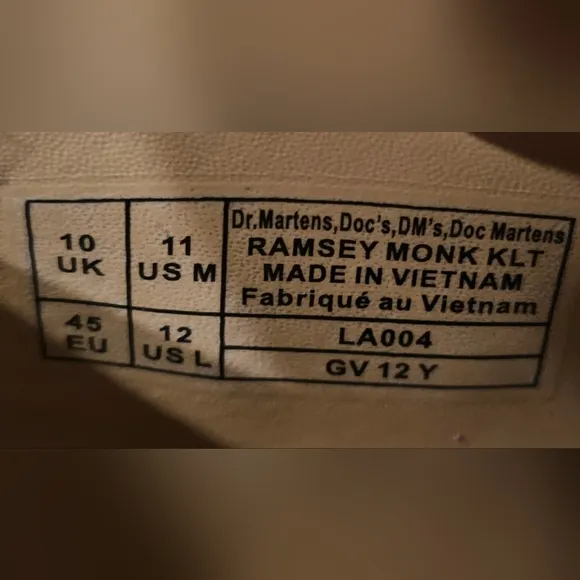 10
UK
11
US M
45
EU
12
US L
Dr.Martens,Doc's,DM's,Doc Martens
RAMSEY MONK KLT
MADE IN VIETNAM
Fabriqué au Vietnam
LA004
GV 12 Y